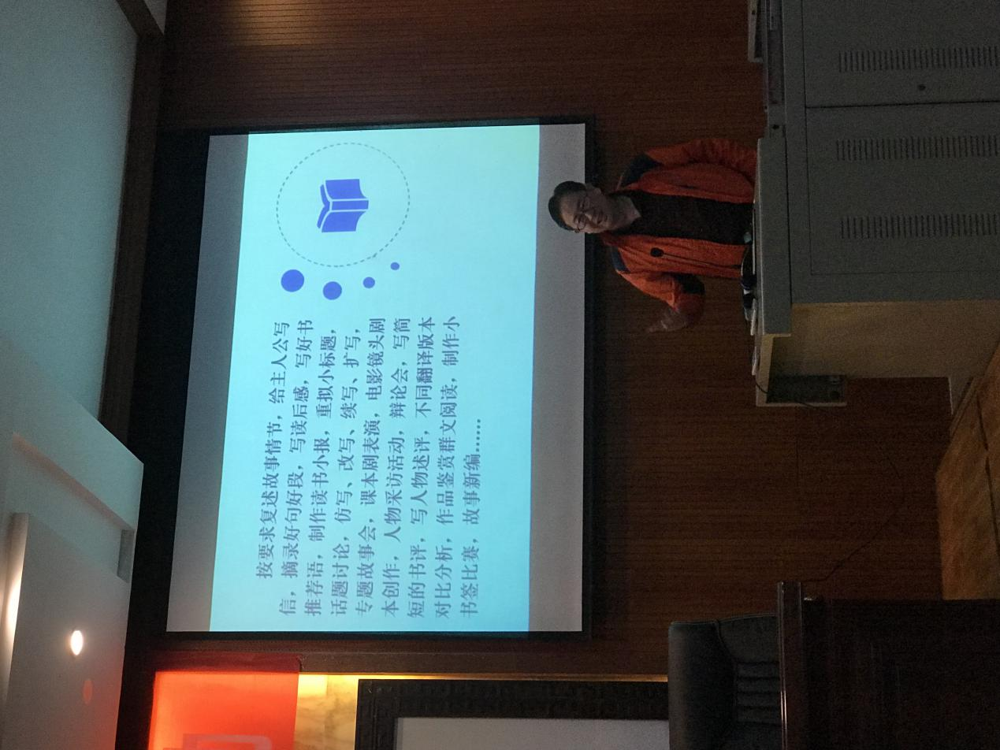 按要求复述故事情节，给主人公写
信，摘录好句好段，写读后感，写好书
推荐语，制作读书小报，重拟小标题，
话题讨论，仿写、改写、续写、扩写，
专题故事会，课本剧表演，电影镜头剧
本创作，人物采访活动，辩论会，写简
短的书评，写人物述评，不同翻译版本
对比分析，作品鉴赏群文阅读，制作小
书签比赛，故事新编……